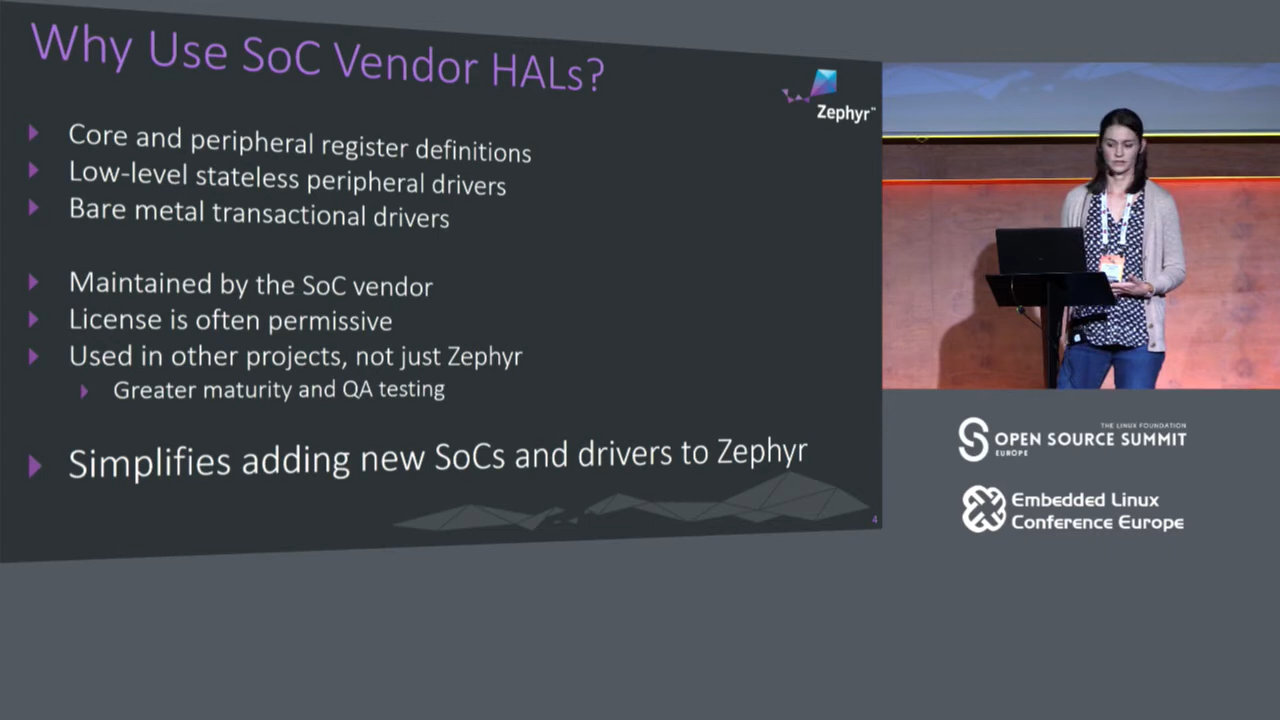 Why Use SoC Vendor HALs?
Zephyr™
Core and peripheral register definitions
Low-level stateless peripheral drivers
Bare metal transactional drivers
Maintained by the SoC vendor
License is often permissive
Used in other projects, not just Zephyr
Greater maturity and QA testing
Simplifies adding new SoCs and drivers to Zephyr
4
THE LINUX FOUNDATION
OPEN SOURCE SUMMIT
EUROPE
Embedded Linux
Conference Europe